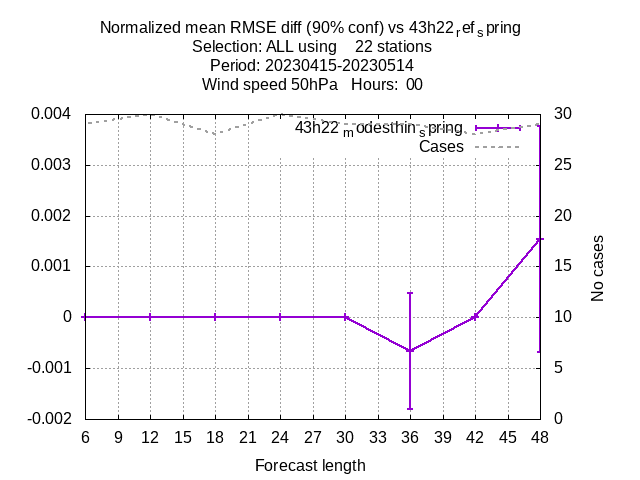 Normalized mean RMSE diff (90% conf) vs 43h22ᵣefₛpring
Selection: ALL using    22 stations
Period: 20230415-20230514
Wind speed 50hPa   Hours:  00
0.004
0.003
0.002
0.001
0
-0.001
-0.002
43h22ₘodesthinₛpring
Cases
30
25
20
15
10
5
0
No cases
6 9 12 15 18 21 24 27 30 33 36 39 42 45 48
Forecast length